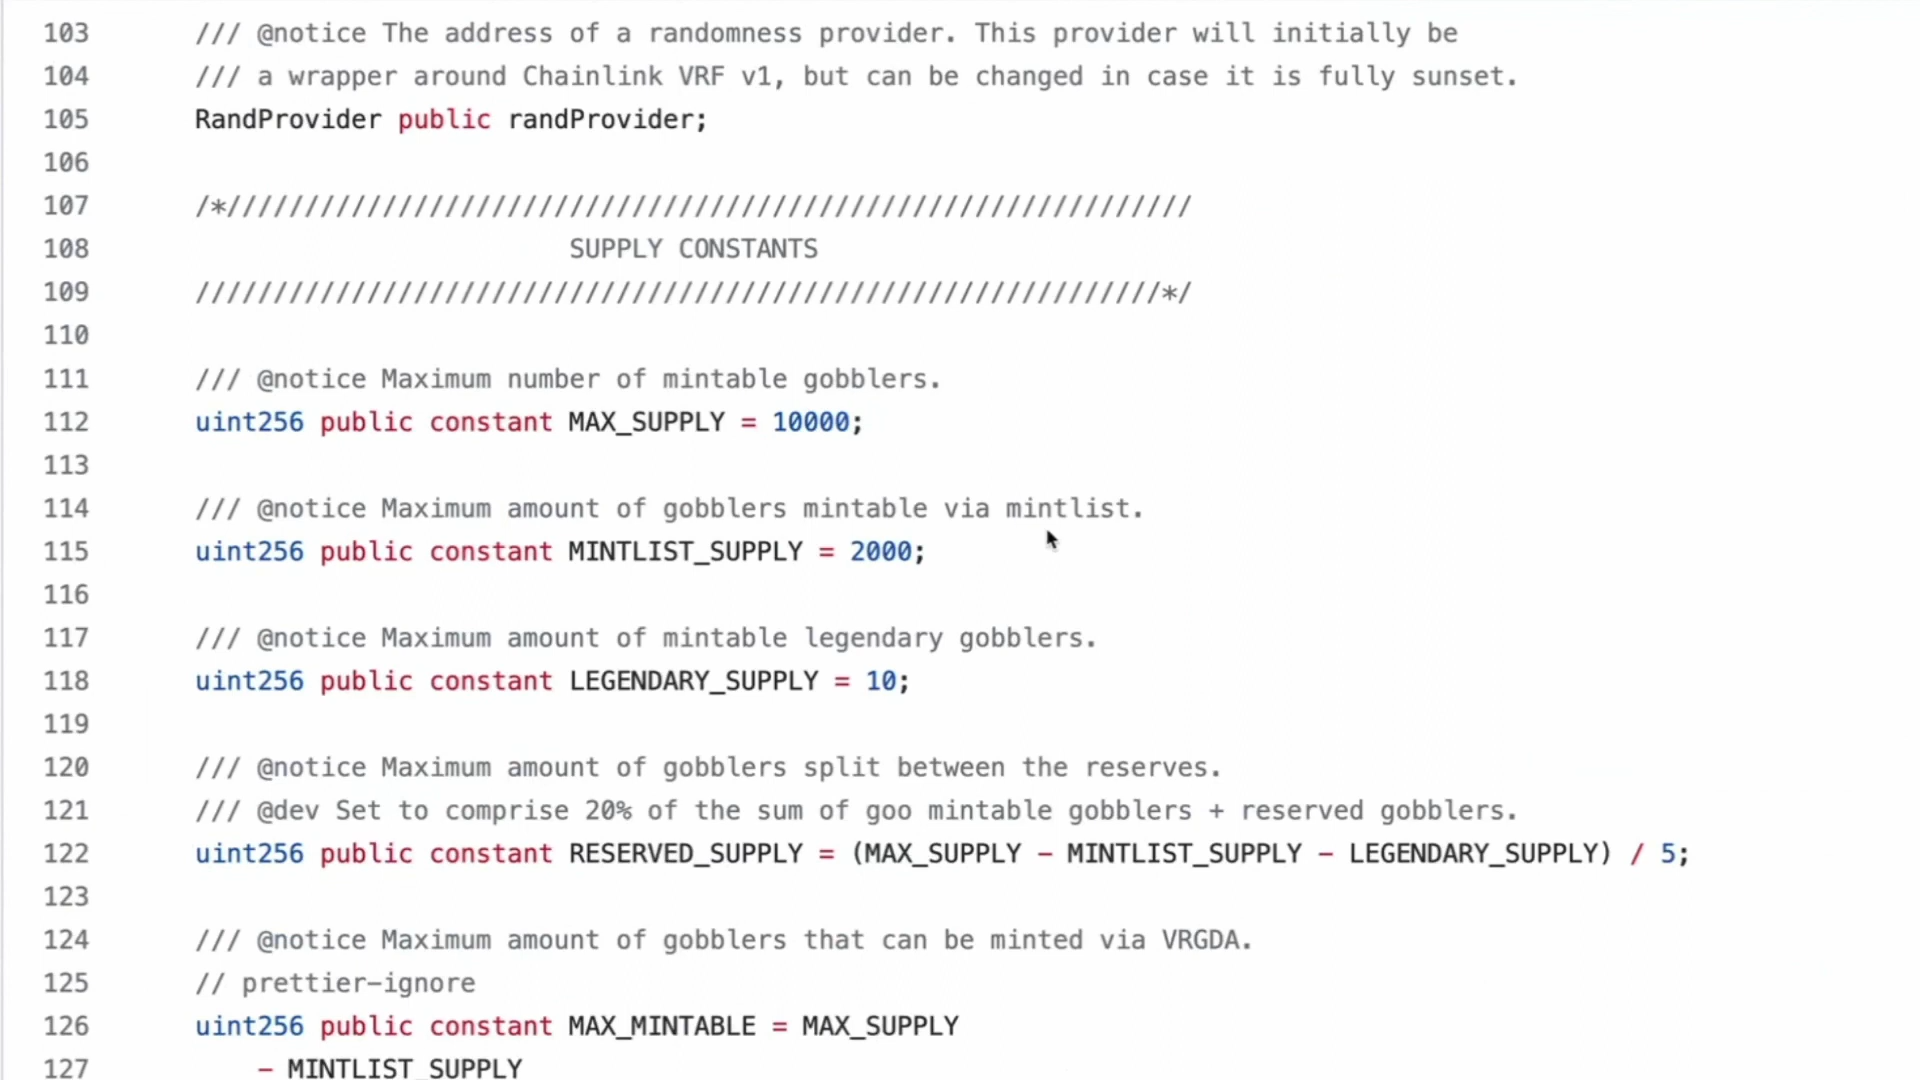 103 /// @notice The address of a randomness provider. This provider will initially be
104 /// a wrapper around Chainlink VRF v1, but can be changed in case it is fully sunset.
105 RandProvider public randProvider;
106
107 /*//////////////////////////////////////////////////////////////
108 SUPPLY CONSTANTS
109 //////////////////////////////////////////////////////////////*/
110
111 /// @notice Maximum number of mintable gobblers.
112 uint256 public constant MAX_SUPPLY = 10000;
113
114 /// @notice Maximum amount of gobblers mintable via mintlist.
115 uint256 public constant MINTLIST_SUPPLY = 2000;
116
117 /// @notice Maximum amount of mintable legendary gobblers.
118 uint256 public constant LEGENDARY_SUPPLY = 10;
119
120 /// @notice Maximum amount of gobblers split between the reserves.
121 /// @dev Set to comprise 20% of the sum of goo mintable gobblers + reserved gobblers.
122 uint256 public constant RESERVED_SUPPLY = (MAX_SUPPLY - MINTLIST_SUPPLY - LEGENDARY_SUPPLY) / 5;
123
124 /// @notice Maximum amount of gobblers that can be minted via VRGDA.
125 // prettier-ignore
126 uint256 public constant MAX_MINTABLE = MAX_SUPPLY
127 - MINTLIST_SUPPLY